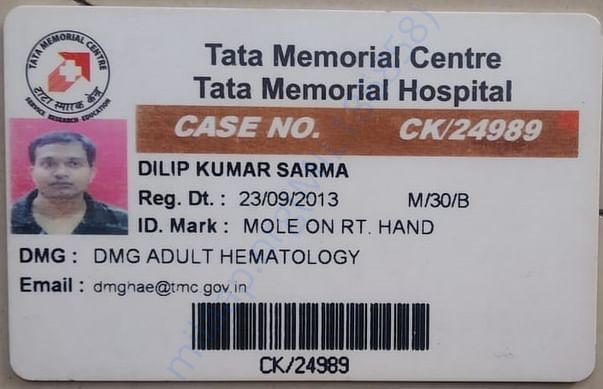 TATA MEMORIAL CENTRE
टाटा स्मारक केंद्र
SERVICE RESEARCH EDUCATION
Tata Memorial Centre
Tata Memorial Hospital
CASE NO. CK/24989
DILIP KUMAR SARMA
Reg. Dt. : 23/09/2013 M/30/B
ID. Mark : MOLE ON RT. HAND
DMG : DMG ADULT HEMATOLOGY
Email : dmghae@tmc.gov.in
CK/24989